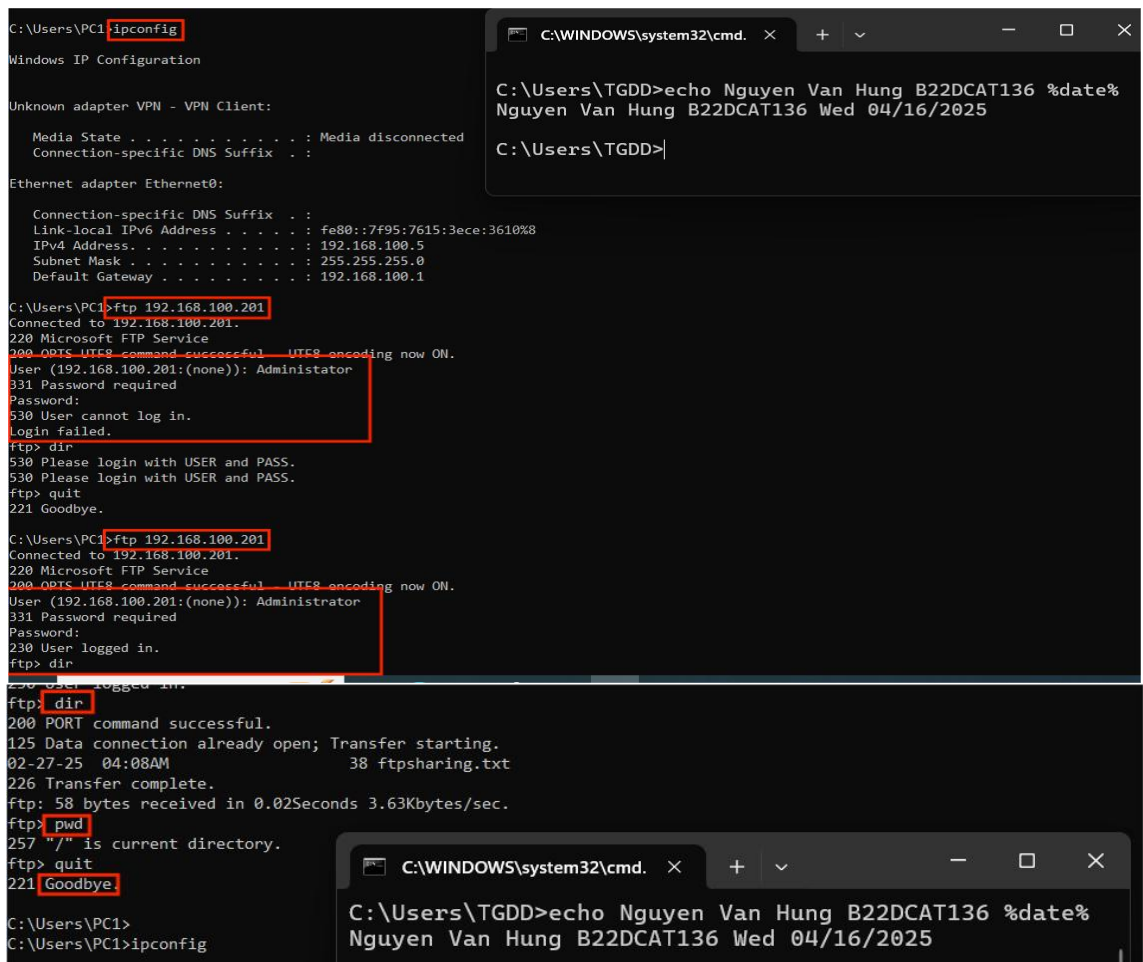 C:\Users\PC1>ipconfig
Windows IP Configuration
Unknown adapter VPN - VPN Client:
Media State . . . . . . . . . . . : Media disconnected
Connection-specific DNS Suffix . :
Ethernet adapter Ethernet0:
Connection-specific DNS Suffix . :
Link-local IPv6 Address . . . . . : fe80::7f95:7615:3ece:3610%8
IPv4 Address. . . . . . . . . . . : 192.168.100.5
Subnet Mask . . . . . . . . . . . : 255.255.255.0
Default Gateway . . . . . . . . . : 192.168.100.1
C:\Users\PC1>ftp 192.168.100.201
Connected to 192.168.100.201.
220 Microsoft FTP Service
200 OPTS UTF8 command successful - UTF8 encoding now ON.
User (192.168.100.201:(none)): Administator
331 Password required
Password:
530 User cannot log in.
Login failed.
ftp> dir
530 Please login with USER and PASS.
530 Please login with USER and PASS.
ftp> quit
221 Goodbye.
C:\Users\PC1>ftp 192.168.100.201
Connected to 192.168.100.201.
220 Microsoft FTP Service
200 OPTS UTF8 command successful - UTF8 encoding now ON.
User (192.168.100.201:(none)): Administrator
331 Password required
Password:
230 User logged in.
ftp> dir
C:\WINDOWS\system32\cmd.
C:\Users\TGDD>echo Nguyen Van Hung B22DCAT136 %date%
Nguyen Van Hung B22DCAT136 Wed 04/16/2025
C:\Users\TGDD>
230 User logged in.
ftp> dir
200 PORT command successful.
125 Data connection already open; Transfer starting.
02-27-25 04:08AM 38 ftpsharing.txt
226 Transfer complete.
ftp: 58 bytes received in 0.02Seconds 3.63Kbytes/sec.
ftp> pwd
257 "/" is current directory.
ftp> quit
221 Goodbye.
C:\Users\PC1>
C:\Users\PC1>ipconfig
C:\WINDOWS\system32\cmd.
C:\Users\TGDD>echo Nguyen Van Hung B22DCAT136 %date%
Nguyen Van Hung B22DCAT136 Wed 04/16/2025